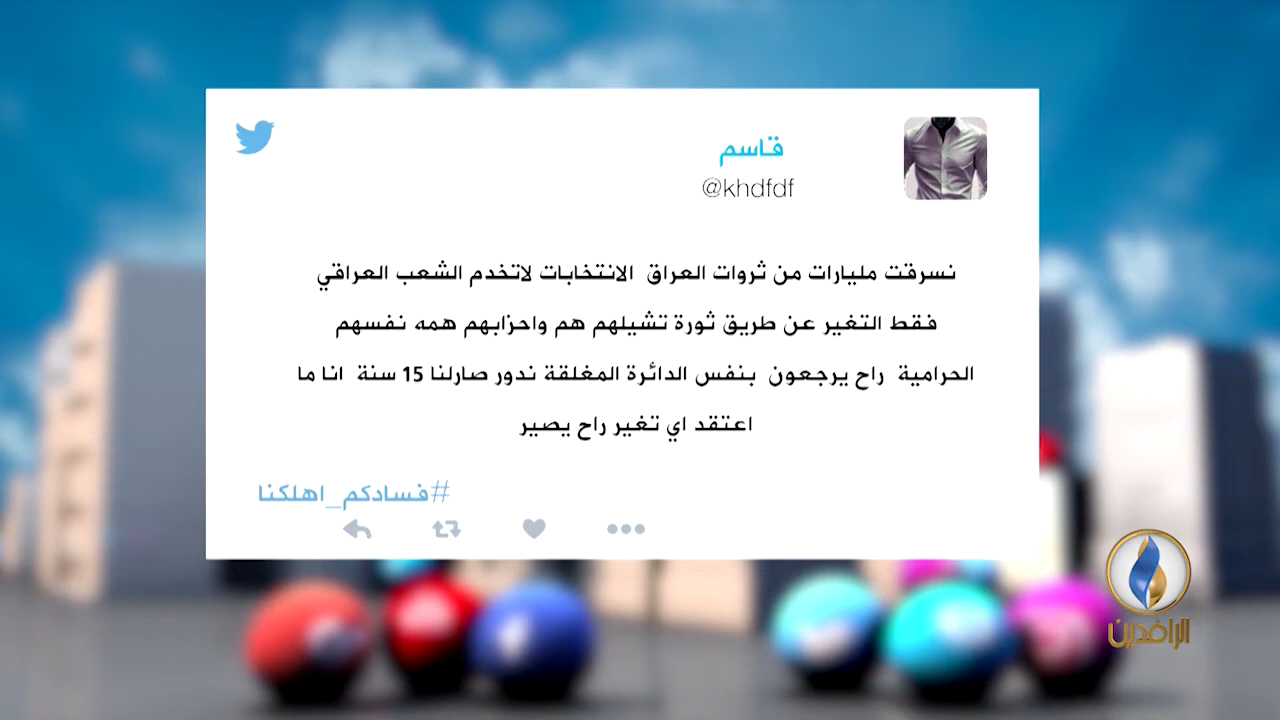 قاسم
@khdfdf
نسرقت مليارات من ثروات العراق الانتخابات لاتخدم الشعب العراقي
فقط التغير عن طريق ثورة تشيلهم هم واحزابهم همه نفسهم
الحرامية راح يرجعون بنفس الدائرة المغلقة ندور صارلنا 15 سنة انا ما
اعتقد اي تغير راح يصير
#فسادكم_اهلكنا
الرافدين